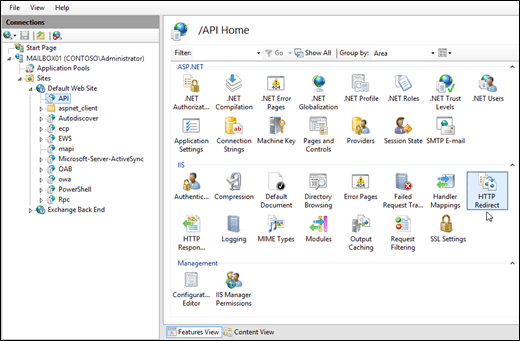 File View Help
Connections
Start Page
MAILBOX01 (CONTOSO\Administrator)
Application Pools
Sites
Default Web Site
API
aspnet_client
Autodiscover
ecp
EWS
mapi
Microsoft-Server-ActiveSync
OAB
owa
PowerShell
Rpc
Exchange Back End
/API Home
Filter: Go Show All Group by: Area
ASP.NET
.NET Authorizat... .NET Compilation .NET Error Pages .NET Globalization .NET Profile .NET Roles .NET Trust Levels .NET Users
Application Settings Connection Strings Machine Key Pages and Controls Providers Session State SMTP E-mail
IIS
Authentic... Compression Default Document Directory Browsing Error Pages Failed Request Tra... Handler Mappings HTTP Redirect
HTTP Respon... Logging MIME Types Modules Output Caching Request Filtering SSL Settings
Management
Configurat... Editor IIS Manager Permissions
Features View Content View